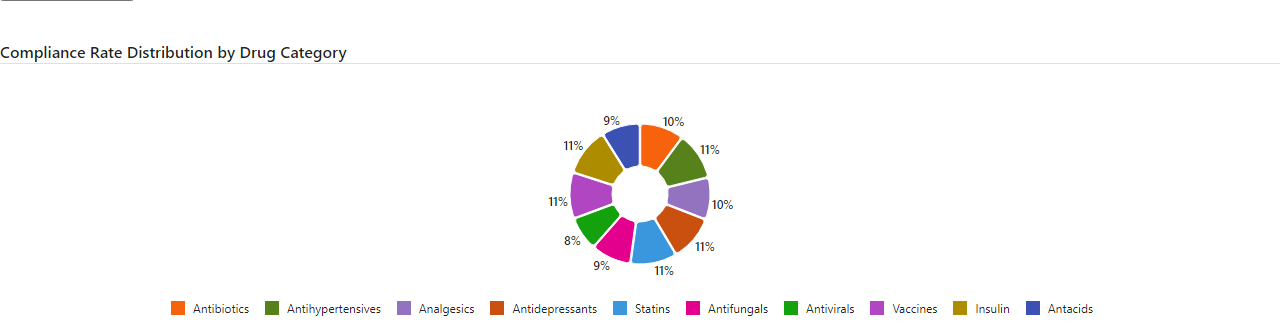 Compliance Rate Distribution by Drug Category
9%
10%
11%
11%
11%
10%
8%
11%
9%
11%
Antibiotics
Antihypertensives
Analgesics
Antidepressants
Statins
Antifungals
Antivirals
Vaccines
Insulin
Antacids